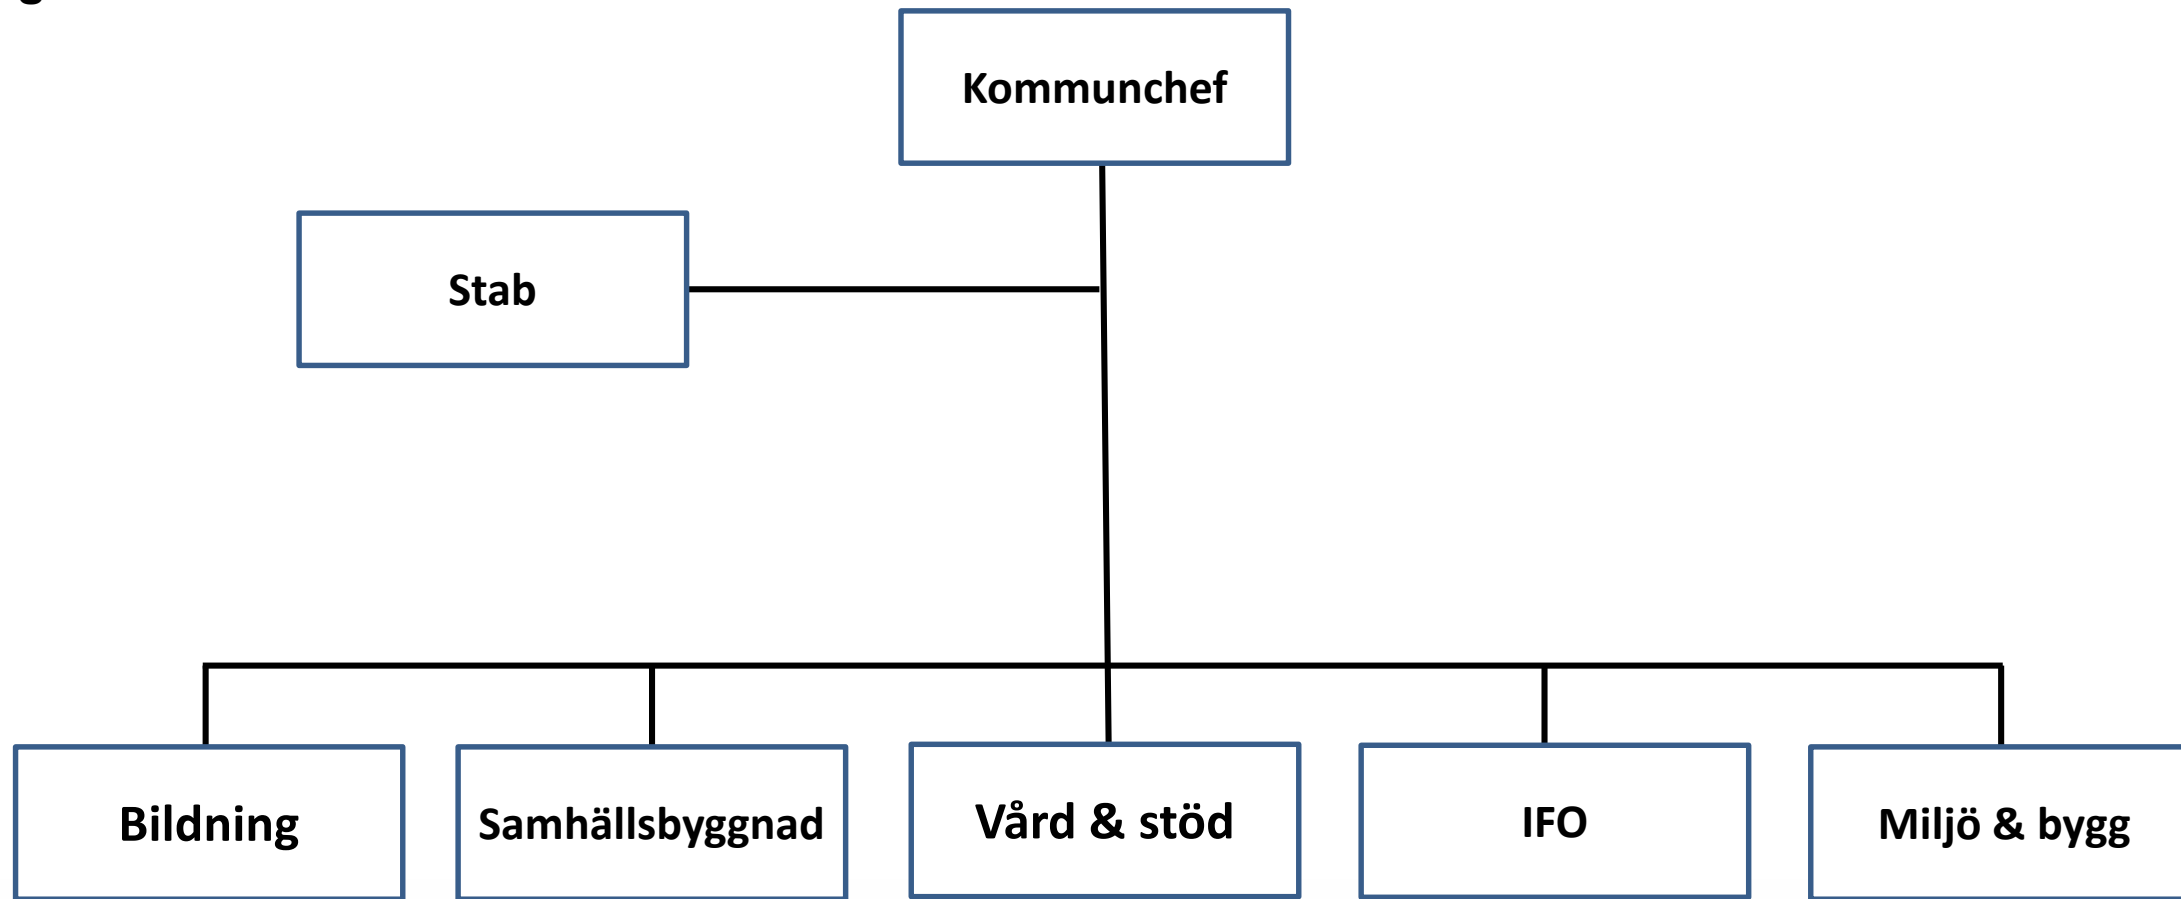 Kommunchef
Stab
Bildning
Samhällsbyggnad
Vård & stöd
IFO
Miljö & bygg